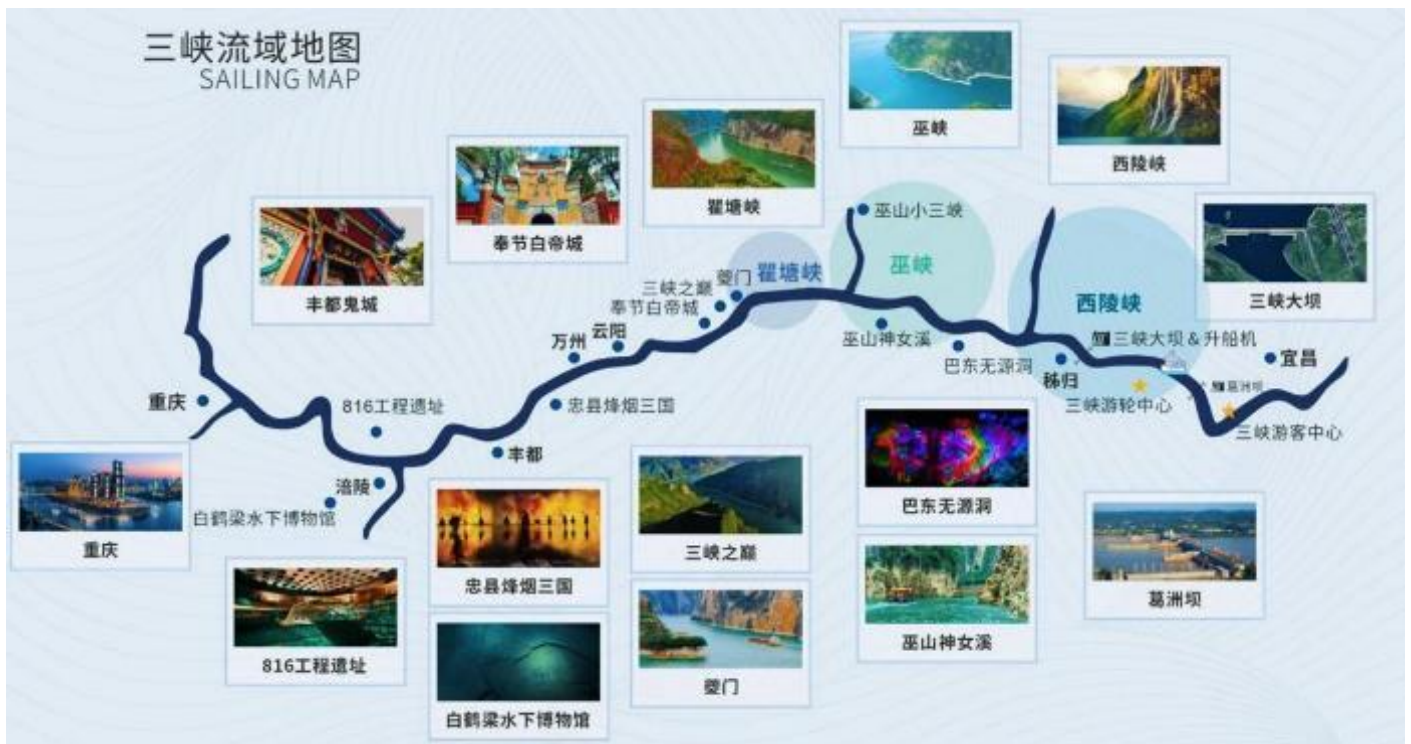 三峡流域地图
SAILING MAP
巫峡
西陵峡
瞿塘峡
奉节白帝城
丰都鬼城
三峡大坝
巫山小三峡
夔门
瞿塘峡
巫峡
三峡之巅
奉节白帝城
西陵峡
云阳
万州
巫山神女溪
三峡大坝&升船机
巴东无源洞
宜昌
秭归
葛洲坝
重庆
816工程遗址
忠县烽烟三国
三峡游轮中心
三峡游客中心
丰都
涪陵
白鹤梁水下博物馆
重庆
忠县烽烟三国
三峡之巅
巴东无源洞
葛洲坝
816工程遗址
白鹤梁水下博物馆
夔门
巫山神女溪